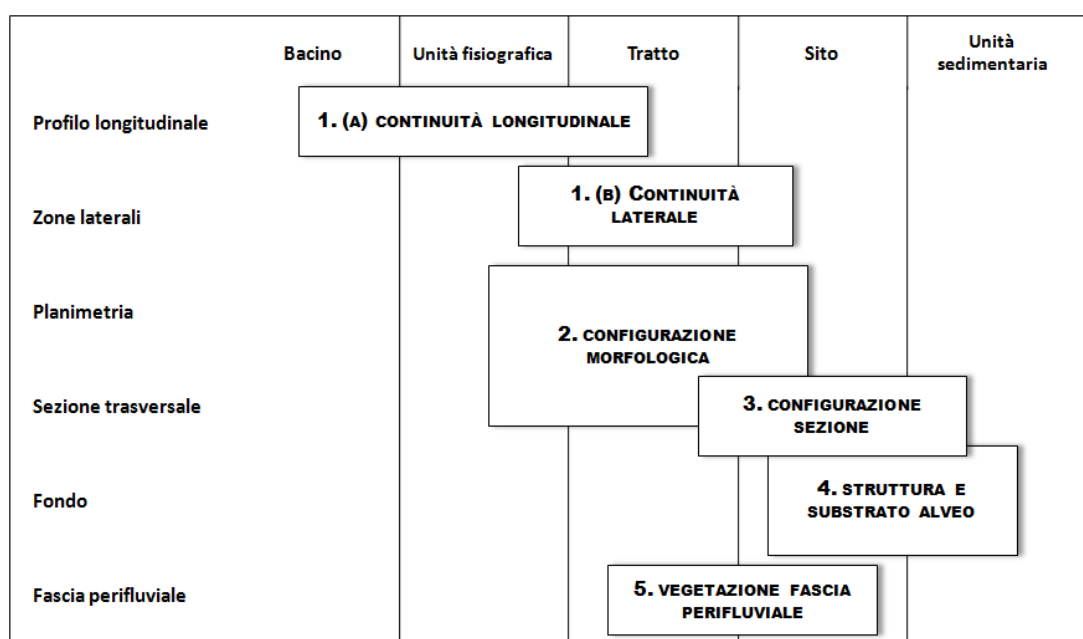 Bacino
Unità fisiografica
Tratto
Sito
Unità
sedimentaria
Profilo longitudinale
1. (A) CONTINUITÀ LONGITUDINALE
Zone laterali
1. (B) CONTINUITÀ
LATERALE
Planimetria
2. CONFIGURAZIONE
MORFOLOGICA
Sezione trasversale
3. CONFIGURAZIONE
SEZIONE
Fondo
4. STRUTTURA E
SUBSTRATO ALVEO
Fascia perifluviale
5. VEGETAZIONE FASCIA
PERIFLUVIALE